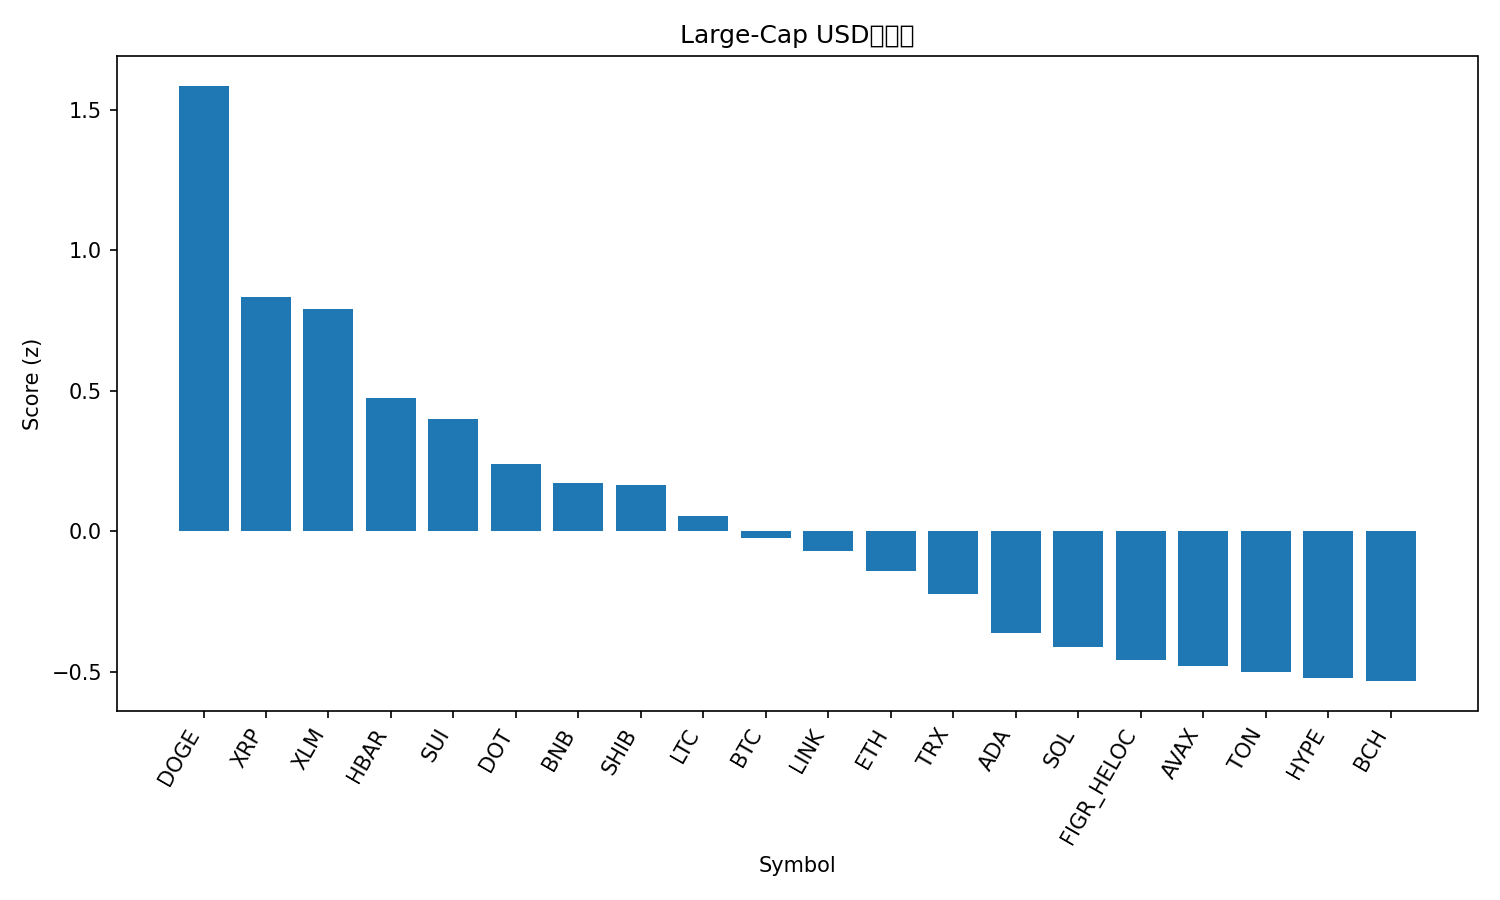 Large-Cap USD
Score (z)
1.5
1.0
0.5
0.0
−0.5
DOGE
XRP
XLM
HBAR
SUI
DOT
BNB
SHIB
LTC
BTC
LINK
ETH
TRX
ADA
SOL
FIGR_HELOC
AVAX
TON
HYPE
BCH
Symbol